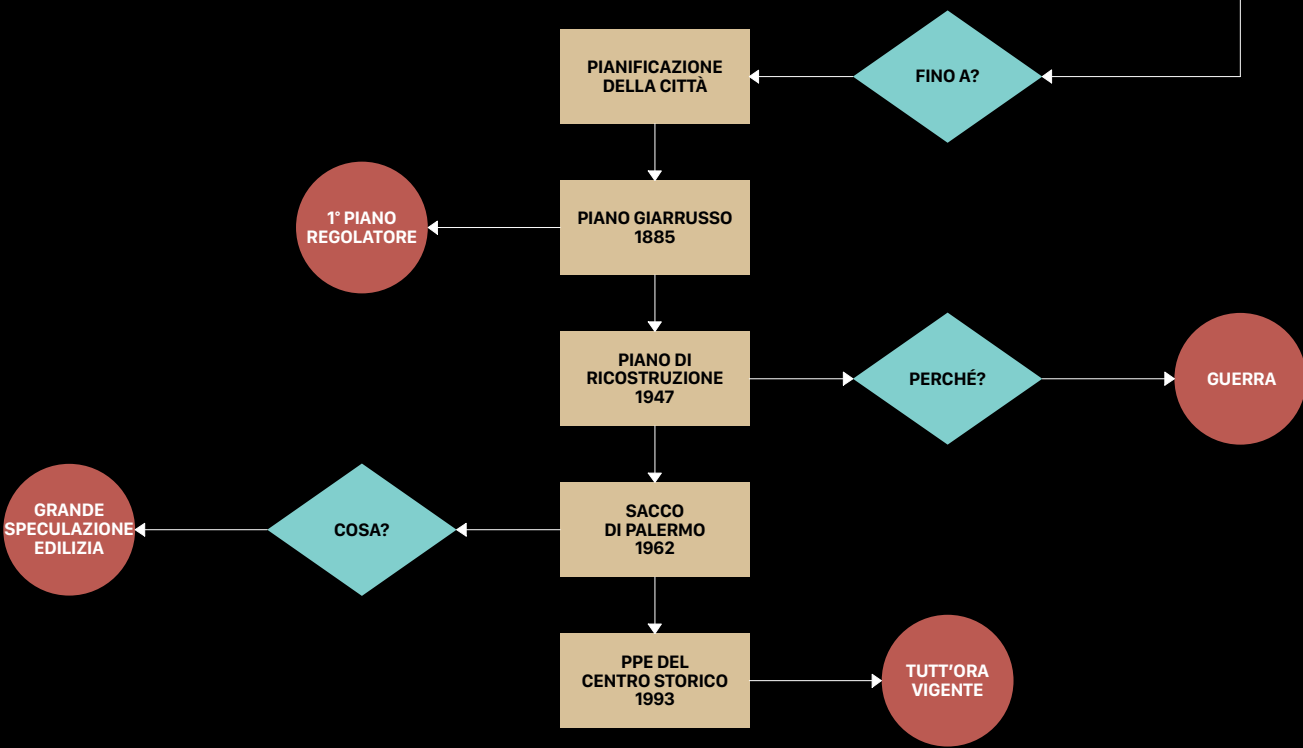 PIANIFICAZIONE
DELLA CITTÀ
FINO A?
1° PIANO
REGOLATORE
PIANO GIARRUSSO
1885
PIANO DI
RICOSTRUZIONE
1947
PERCHÉ?
GUERRA
GRANDE
SPECULAZIONE
EDILIZIA
COSA?
SACCO
DI PALERMO
1962
PPE DEL
CENTRO STORICO
1993
TUTT'ORA
VIGENTE